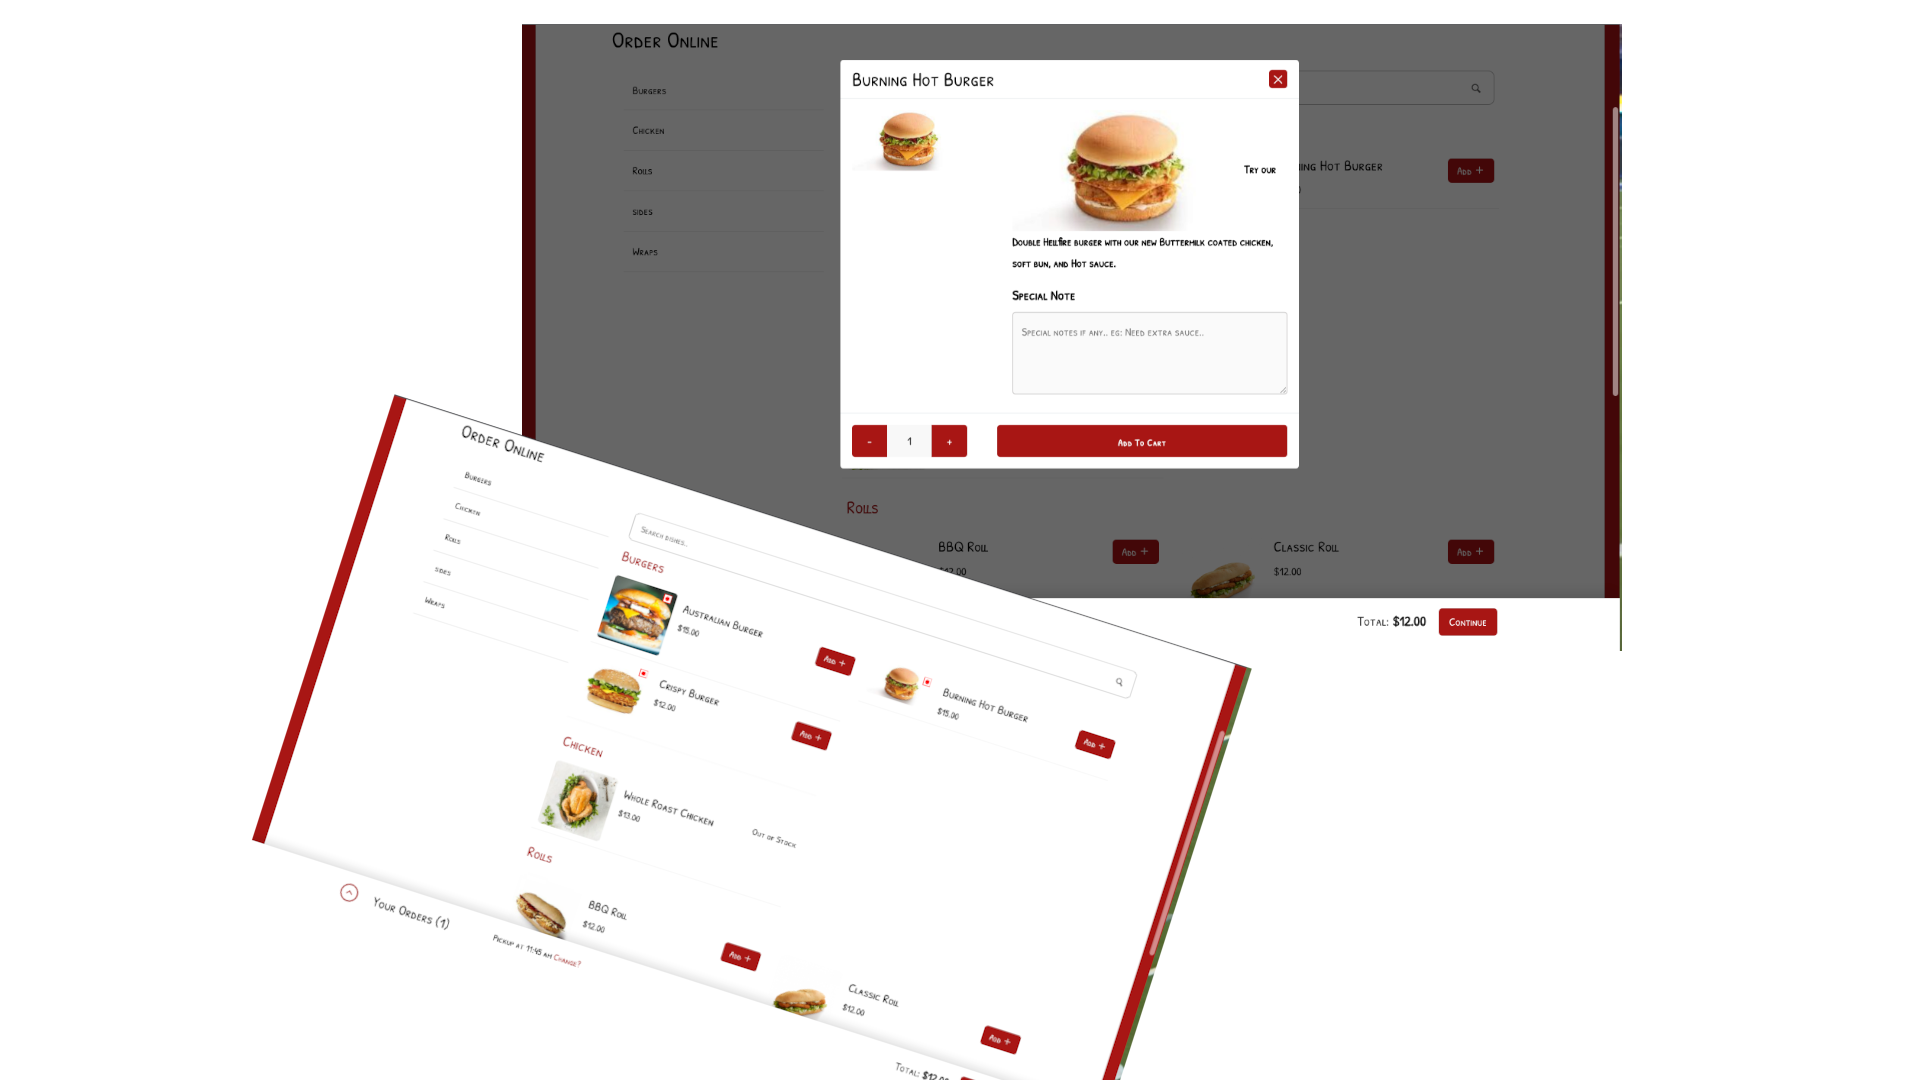 Order Online
Burgers
Chicken
Rolls
sides
Wraps
Burning Hot Burger
Try our
Double Hellfire burger with our new Buttermilk coated chicken,
soft bun, and Hot sauce.
Special Note
Special notes if any.. eg: Need extra sauce..
-
1
+
Add To Cart
ing Hot Burger
Add +
Rolls
BBQ Roll
$12.00
Add +
Classic Roll
$12.00
Add +
Total: $12.00
Continue
Order Online
Burgers
Chicken
Rolls
sides
Wraps
Search dishes..
Burgers
Australian Burger
$15.00
Add +
Burning Hot Burger
$15.00
Add +
Crispy Burger
$12.00
Add +
Chicken
Whole Roast Chicken
$13.00
Out of Stock
Rolls
BBQ Roll
$12.00
Add +
Classic Roll
$12.00
Add +
Your Orders (1)
Pickup at 11:45 am Change?
Total: $12.00